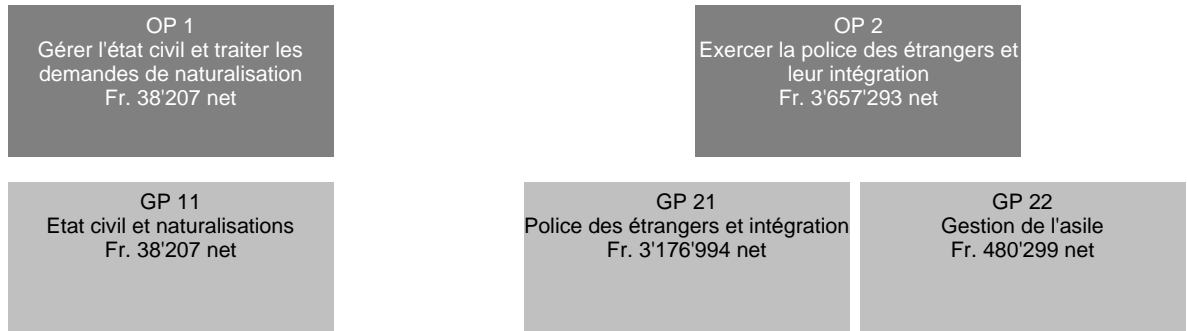 OP 1
Gérer l'état civil et traiter les
demandes de naturalisation
Fr. 38'207 net
OP 2
Exercer la police des étrangers et
leur intégration
Fr. 3'657'293 net
GP 11
Etat civil et naturalisations
Fr. 38'207 net
GP 21
Police des étrangers et intégration
Fr. 3'176'994 net
GP 22
Gestion de l'asile
Fr. 480'299 net